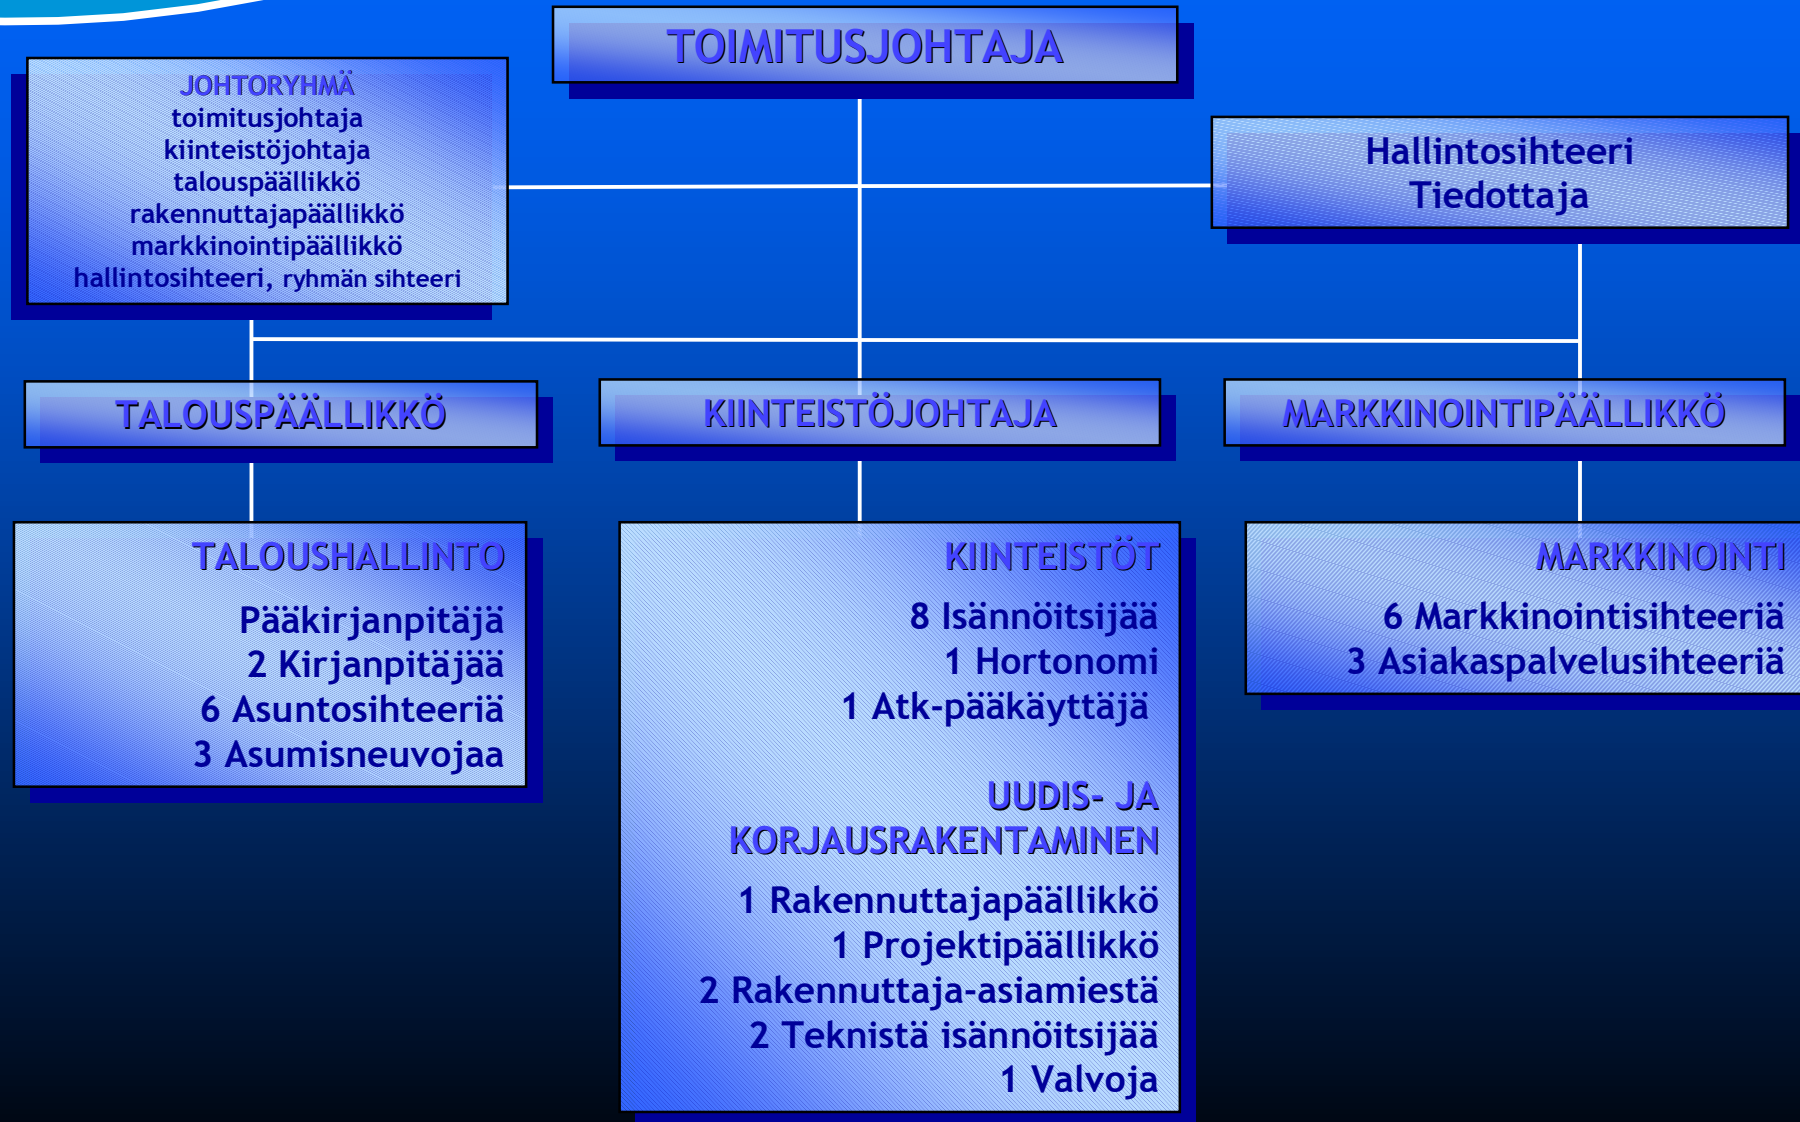 TOIMITUSJOHTAJA
JOHTORYHMÄ
toimitusjohtaja
kiinteistöjohtaja
talouspäällikkö
rakennuttajapäällikkö
markkinointipäällikkö
hallintosihteeri, ryhmän sihteeri
Hallintosihteeri
Tiedottaja
TALOUSPÄÄLLIKKÖ
KIINTEISTÖJOHTAJA
MARKKINOINTIPÄÄLLIKKÖ
TALOUSHALLINTO
Pääkirjanpitäjä
2 Kirjanpitäjää
6 Asuntosihteeriä
3 Asumisneuvojaa
KIINTEISTÖT
8 Isännöitsijää
1 Hortonomi
1 Atk-pääkäyttäjä
UUDIS- JA
KORJAUSRAKENTAMINEN
1 Rakennuttajapäällikkö
1 Projektipäällikkö
2 Rakennuttaja-asiamiestä
2 Teknistä isännöitsijää
1 Valvoja
MARKKINOINTI
6 Markkinointisihteeriä
3 Asiakaspalvelusihteeriä